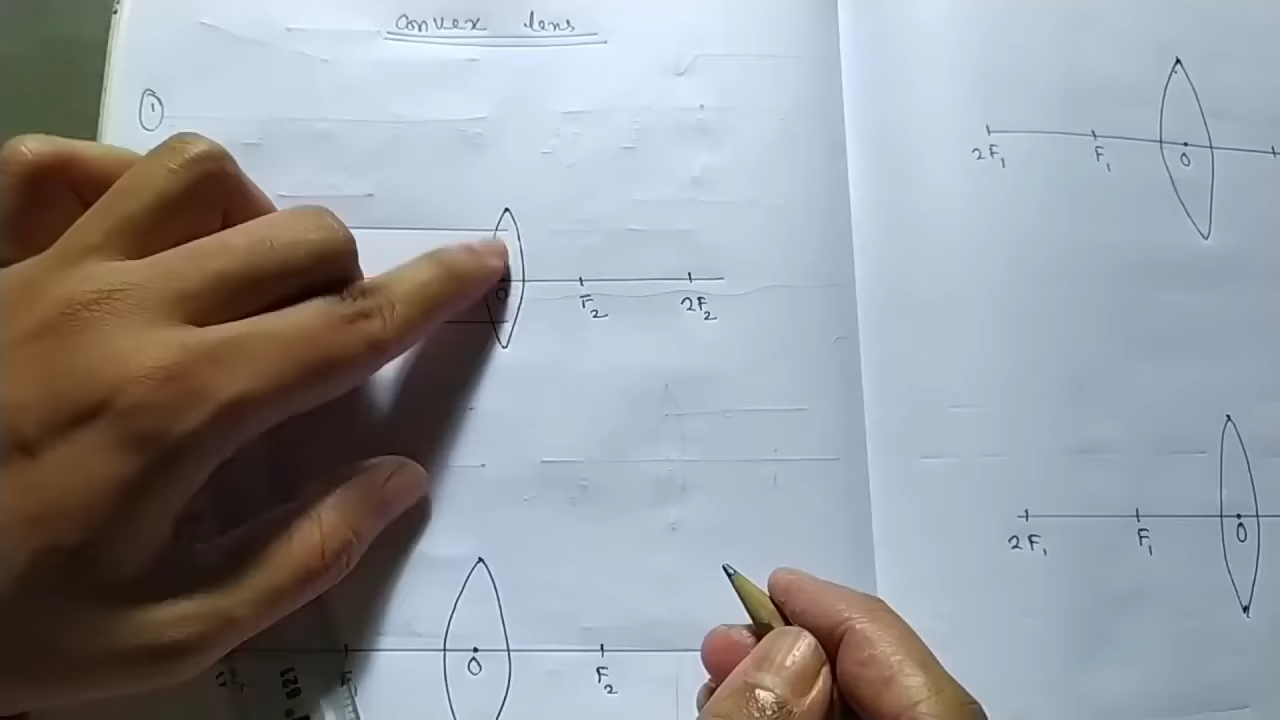 convex lens
1
O F₂ 2F₂
O F₂
2F₁ F₁ O
2F₁ F₁ O